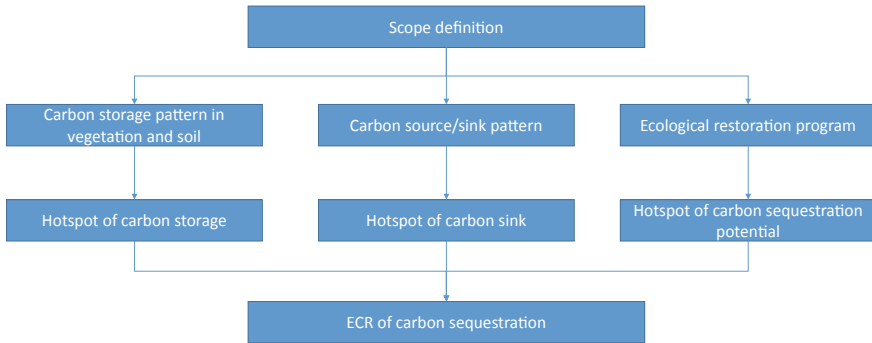 Scope definition
Carbon storage pattern in
vegetation and soil
Carbon source/sink pattern
Ecological restoration program
Hotspot of carbon storage
Hotspot of carbon sink
Hotspot of carbon sequestration
potential
ECR of carbon sequestration